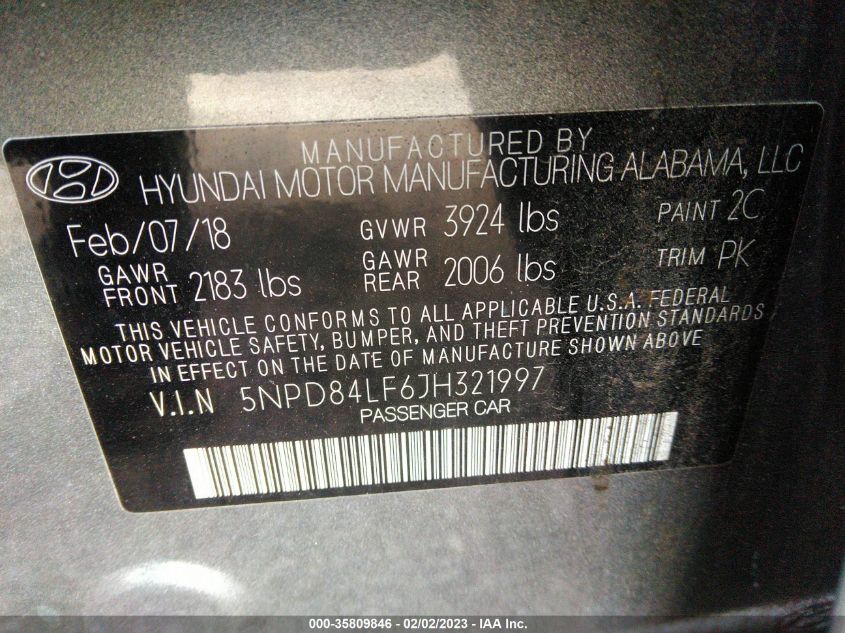 MANUFACTURED BY
HYUNDAI MOTOR MANUFACTURING ALABAMA, LLC
Feb/07/18 GVWR 3924 lbs PAINT 2C
GAWR FRONT 2183 lbs GAWR REAR 2006 lbs TRIM PK
THIS VEHICLE CONFORMS TO ALL APPLICABLE U.S.A. FEDERAL
MOTOR VEHICLE SAFETY, BUMPER, AND THEFT PREVENTION STANDARDS
IN EFFECT ON THE DATE OF MANUFACTURE SHOWN ABOVE
V.I.N 5NPD84LF6JH321997
PASSENGER CAR
000-35809846 - 02/02/2023 - IAA Inc.